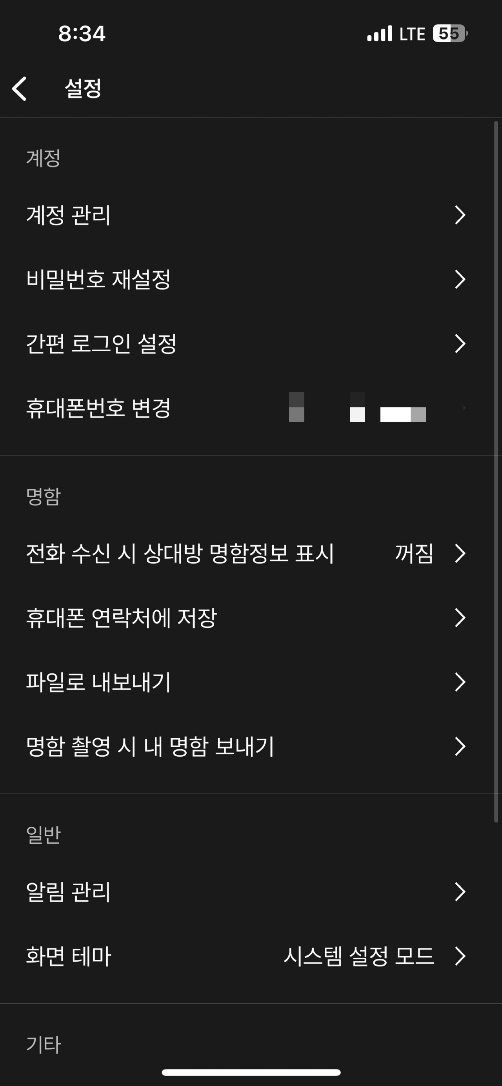 8:34 LTE 55
설정
계정
계정 관리
비밀번호 재설정
간편 로그인 설정
휴대폰번호 변경
명함
전화 수신 시 상대방 명함정보 표시 꺼짐
휴대폰 연락처에 저장
파일로 내보내기
명함 촬영 시 내 명함 보내기
일반
알림 관리
화면 테마 시스템 설정 모드
기타